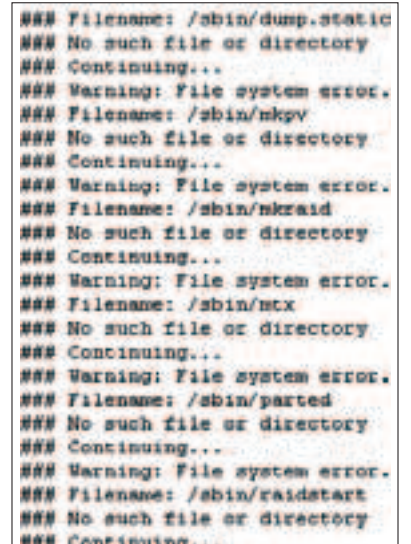 ### Filename: /sbin/dump.static
### No such file or directory
### Continuing...
### Warning: File system error.
### Filename: /sbin/mkpv
### No such file or directory
### Continuing...
### Warning: File system error.
### Filename: /sbin/mkraid
### No such file or directory
### Continuing...
### Warning: File system error.
### Filename: /sbin/mtx
### No such file or directory
### Continuing...
### Warning: File system error.
### Filename: /sbin/parted
### No such file or directory
### Continuing...
### Warning: File system error.
### Filename: /sbin/raidstart
### No such file or directory
### Continuing...